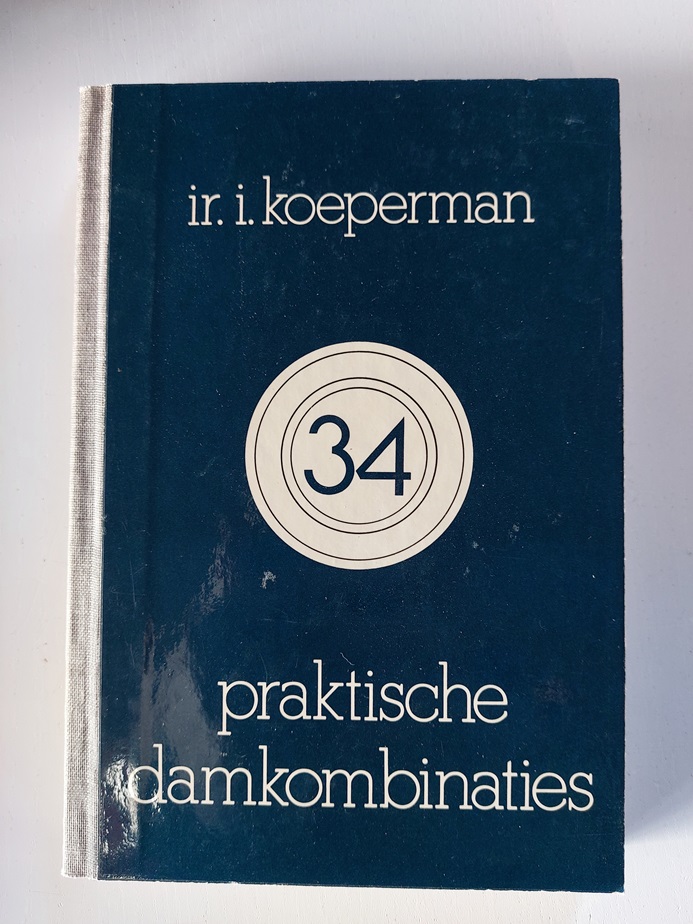 ir. i. koeperman
34
praktische
damkombinaties